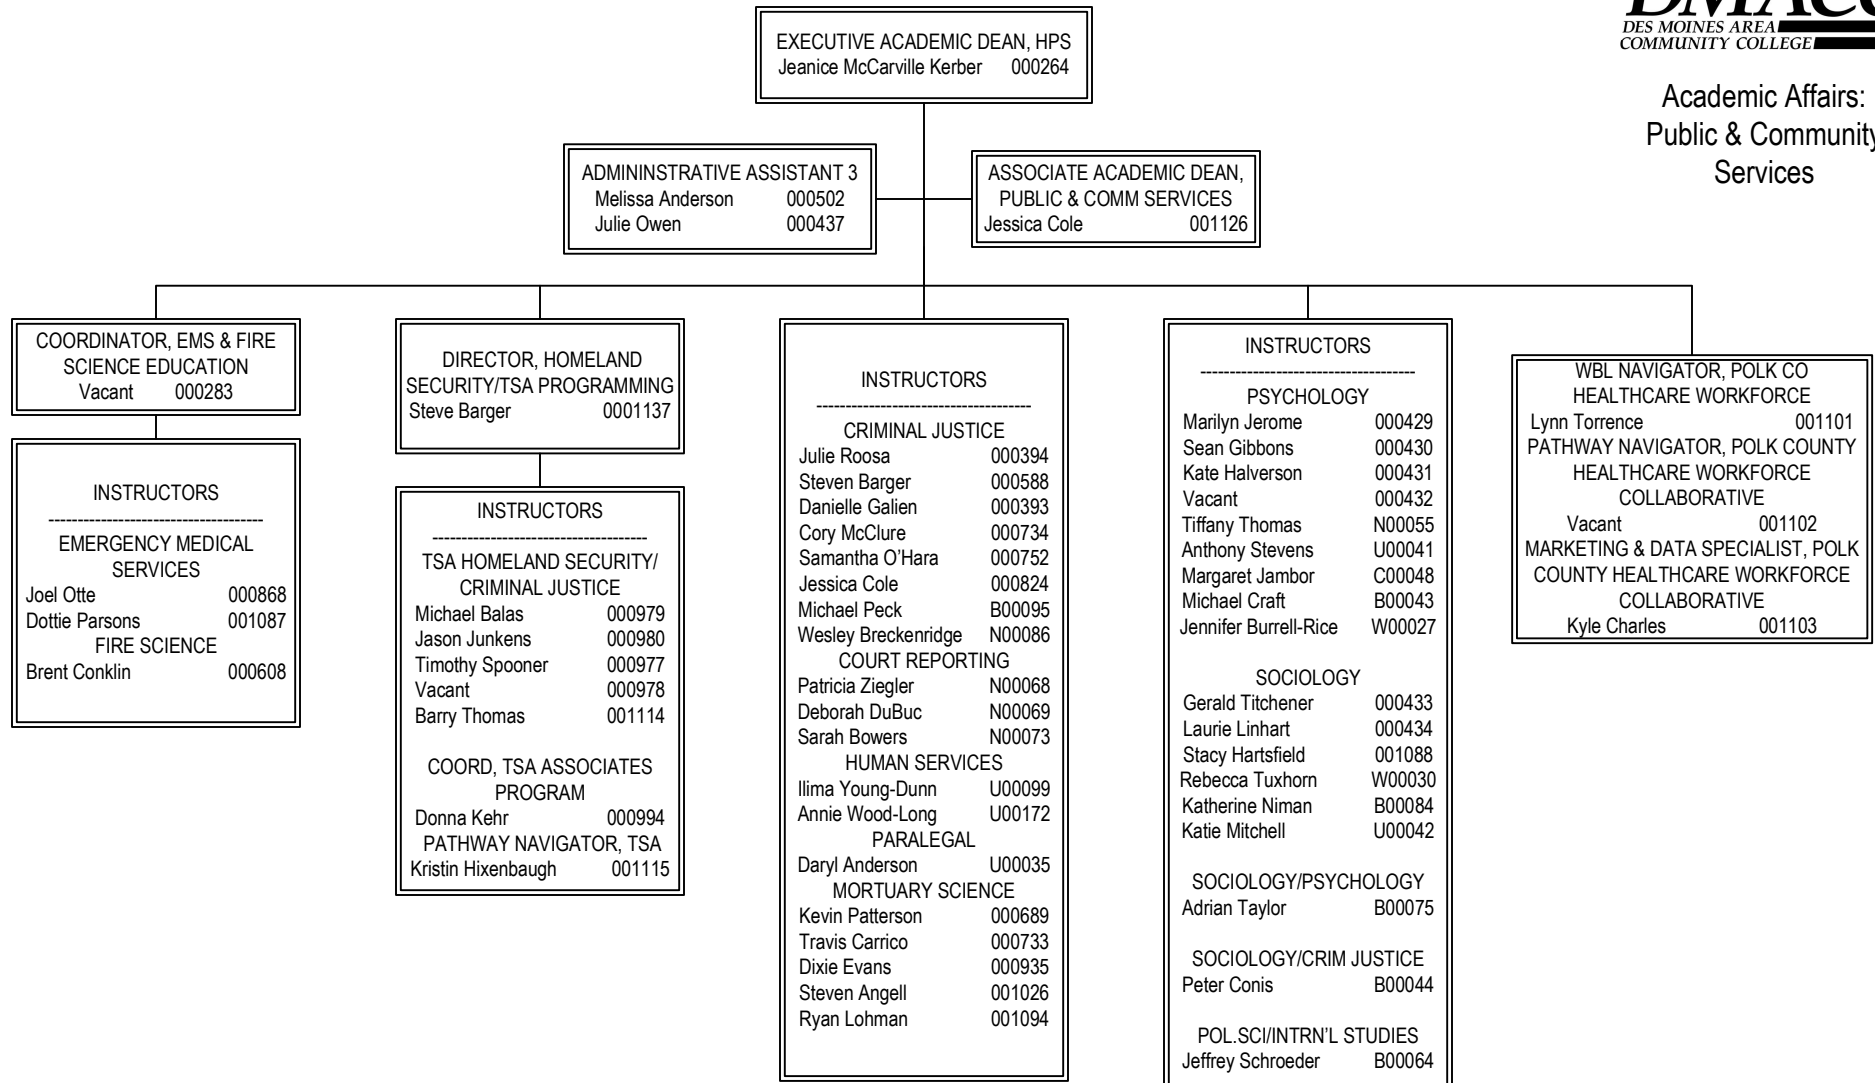 EXECUTIVE ACADEMIC DEAN, HPS
Jeanice McCarville Kerber 000264
DES MOINES AREA
COMMUNITY COLLEGE
Academic Affairs:
Public & Community
Services
ADMININSTRATIVE ASSISTANT 3
Melissa Anderson 000502
Julie Owen 000437
ASSOCIATE ACADEMIC DEAN,
PUBLIC & COMM SERVICES
Jessica Cole 001126
COORDINATOR, EMS & FIRE
SCIENCE EDUCATION
Vacant 000283
INSTRUCTORS
-------------------------------------
EMERGENCY MEDICAL
SERVICES
Joel Otte 000868
Dottie Parsons 001087
FIRE SCIENCE
Brent Conklin 000608
DIRECTOR, HOMELAND
SECURITY/TSA PROGRAMMING
Steve Barger 0001137
INSTRUCTORS
-------------------------------------
TSA HOMELAND SECURITY/
CRIMINAL JUSTICE
Michael Balas 000979
Jason Junkens 000980
Timothy Spooner 000977
Vacant 000978
Barry Thomas 001114
COORD, TSA ASSOCIATES
PROGRAM
Donna Kehr 000994
PATHWAY NAVIGATOR, TSA
Kristin Hixenbaugh 001115
INSTRUCTORS
-------------------------------------
CRIMINAL JUSTICE
Julie Roosa 000394
Steven Barger 000588
Danielle Galien 000393
Cory McClure 000734
Samantha O’Hara 000752
Jessica Cole 000824
Michael Peck B00095
Wesley Breckenridge N00086
COURT REPORTING
Patricia Ziegler N00068
Deborah DuBuc N00069
Sarah Bowers N00073
HUMAN SERVICES
Ilima Young-Dunn U00099
Annie Wood-Long U00172
PARALEGAL
Daryl Anderson U00035
MORTUARY SCIENCE
Kevin Patterson 000689
Travis Carrico 000733
Dixie Evans 000935
Steven Angell 001026
Ryan Lohman 001094
INSTRUCTORS
-------------------------------------
PSYCHOLOGY
Marilyn Jerome 000429
Sean Gibbons 000430
Kate Halverson 000431
Vacant 000432
Tiffany Thomas N00055
Anthony Stevens U00041
Margaret Jambor C00048
Michael Craft B00043
Jennifer Burrell-Rice W00027
SOCIOLOGY
Gerald Titchener 000433
Laurie Linhart 000434
Stacy Hartsfield 001088
Rebecca Tuxhorn W00030
Katherine Niman B00084
Katie Mitchell U00042
SOCIOLOGY/PSYCHOLOGY
Adrian Taylor B00075
SOCIOLOGY/CRIM JUSTICE
Peter Conis B00044
POL.SCI/INTRN’L STUDIES
Jeffrey Schroeder B00064
WBL NAVIGATOR, POLK CO
HEALTHCARE WORKFORCE
Lynn Torrence 001101
PATHWAY NAVIGATOR, POLK COUNTY
HEALTHCARE WORKFORCE
COLLABORATIVE
Vacant 001102
MARKETING & DATA SPECIALIST, POLK
COUNTY HEALTHCARE WORKFORCE
COLLABORATIVE
Kyle Charles 001103